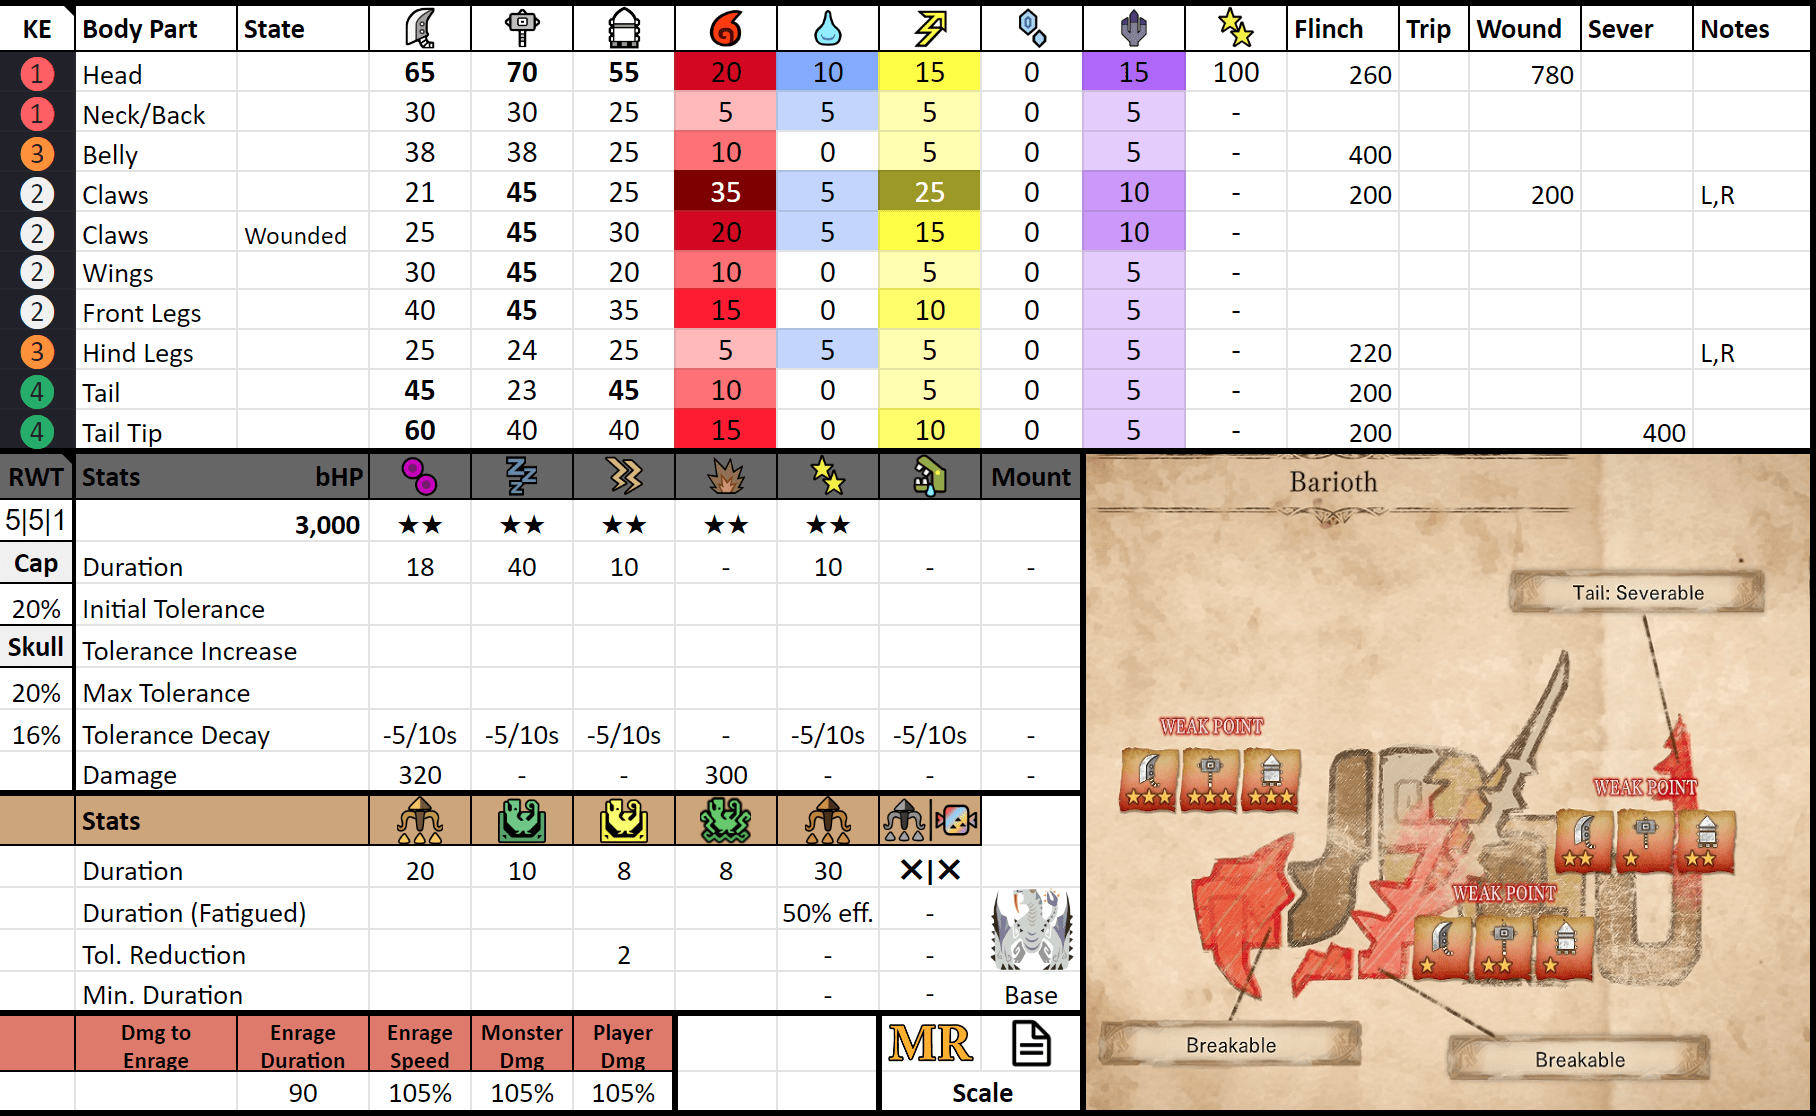 KE Body Part State Flinch Trip Wound Sever Notes
1 Head 65 70 55 20 10 15 0 15 100 260 780
1 Neck/Back 30 30 25 5 5 5 0 5 -
3 Belly 38 38 25 10 0 5 0 5 - 400
2 Claws 21 45 25 35 5 25 0 10 - 200 200 L,R
2 Claws Wounded 25 45 30 20 5 15 0 10 -
2 Wings 30 45 20 10 0 5 0 5 -
2 Front Legs 40 45 35 15 0 10 0 5 -
3 Hind Legs 25 24 25 5 5 5 0 5 - 220 L,R
4 Tail 45 23 45 10 0 5 0 5 - 200
4 Tail Tip 60 40 40 15 0 10 0 5 - 200 400
RWT Stats bHP Mount
5|5|1 3,000 ★★ ★★ ★★ ★★ ★★
Cap Duration 18 40 10 - 10 - -
20% Initial Tolerance
Skull Tolerance Increase
20% Max Tolerance
16% Tolerance Decay -5/10s -5/10s -5/10s - -5/10s -5/10s -
Damage 320 - - 300 - - -
Stats
Duration 20 10 8 8 30 ✕|✕
Duration (Fatigued) 50% eff. -
Tol. Reduction 2 - -
Min. Duration - - Base
Dmg to Enrage
Enrage Duration
Enrage Speed
Monster Dmg
Player Dmg
MR
90 105% 105% 105% Scale
Barioth
Tail: Severable
WEAK POINT
★★★ ★★★ ★★★
WEAK POINT
★★ ★ ★★
WEAK POINT
★ ★★ ★
Breakable
Breakable